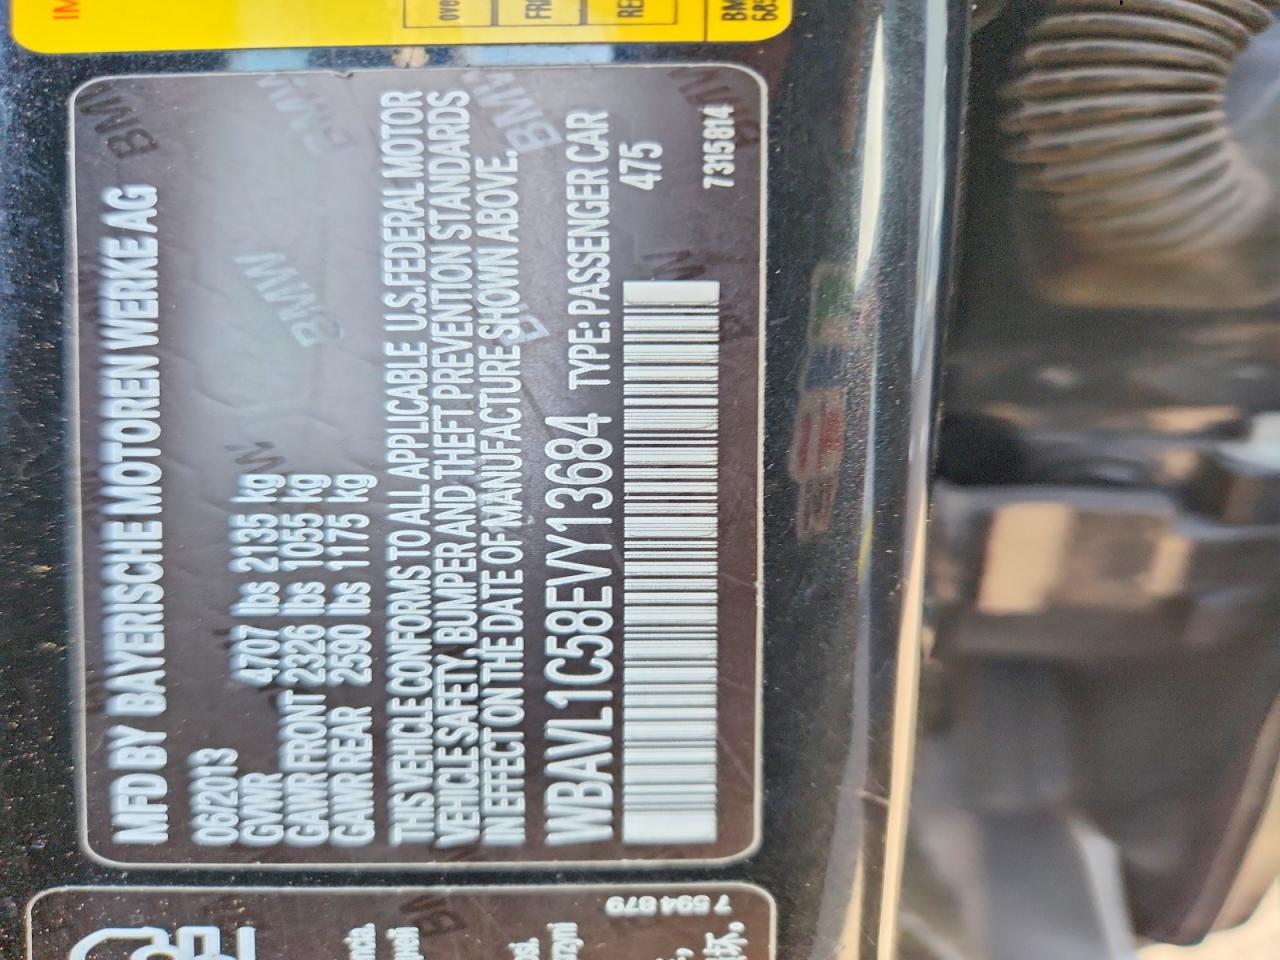 MFD BY BAYERISCHE MOTOREN WERKE AG
06/2013
GWR 4707 lbs 2135 kg
GAWR FRONT 2326 lbs 1055 kg
GAWR REAR 2590 lbs 1175 kg
THIS VEHICLE CONFORMS TO ALL APPLICABLE U.S.FEDERAL MOTOR
VEHICLE SAFETY, BUMPER AND THEFT PREVENTION STANDARDS
IN EFFECT ON THE DATE OF MANUFACTURE SHOWN ABOVE.
WBAVL1C58EVY13684 TYPE: PASSENGER CAR
475
7315814
7 594 879
BMW